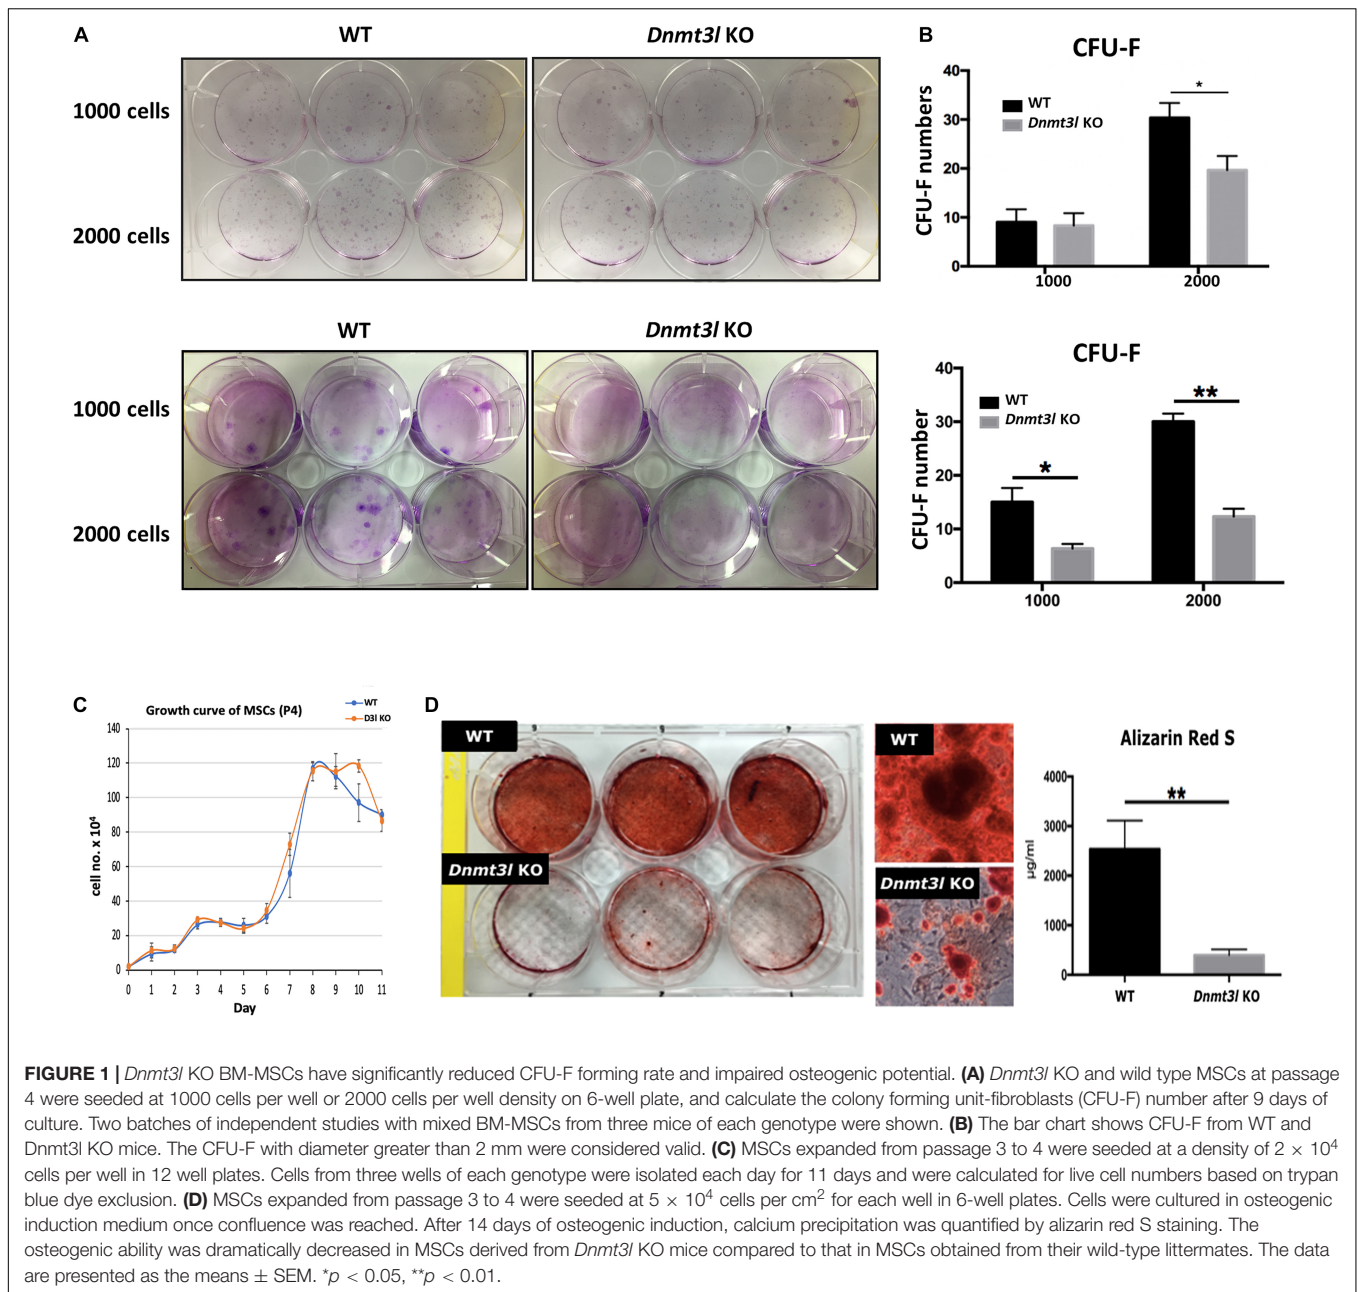 A
WT
Dnmt3l KO
1000 cells
2000 cells
WT
Dnmt3l KO
1000 cells
2000 cells
B
CFU-F
CFU-F numbers
40
30
20
10
0
WT
Dnmt3l KO
*
1000
2000
CFU-F
CFU-F number
40
30
20
10
0
WT
Dnmt3l KO
*
**
1000
2000
C
Growth curve of MSCs (P4)
WT
D3l KO
cell no. x 10⁴
140
120
100
80
60
40
20
0
0 1 2 3 4 5 6 7 8 9 10 11
Day
D
WT
Dnmt3l KO
WT
Dnmt3l KO
Alizarin Red S
µg/ml
4000
3000
2000
1000
0
**
WT
Dnmt3l KO
FIGURE 1 | Dnmt3l KO BM-MSCs have significantly reduced CFU-F forming rate and impaired osteogenic potential. (A) Dnmt3l KO and wild type MSCs at passage
4 were seeded at 1000 cells per well or 2000 cells per well density on 6-well plate, and calculate the colony forming unit-fibroblasts (CFU-F) number after 9 days of
culture. Two batches of independent studies with mixed BM-MSCs from three mice of each genotype were shown. (B) The bar chart shows CFU-F from WT and
Dnmt3l KO mice. The CFU-F with diameter greater than 2 mm were considered valid. (C) MSCs expanded from passage 3 to 4 were seeded at a density of 2 × 10⁴
cells per well in 12 well plates. Cells from three wells of each genotype were isolated each day for 11 days and were calculated for live cell numbers based on trypan
blue dye exclusion. (D) MSCs expanded from passage 3 to 4 were seeded at 5 × 10⁴ cells per cm² for each well in 6-well plates. Cells were cultured in osteogenic
induction medium once confluence was reached. After 14 days of osteogenic induction, calcium precipitation was quantified by alizarin red S staining. The
osteogenic ability was dramatically decreased in MSCs derived from Dnmt3l KO mice compared to that in MSCs obtained from their wild-type littermates. The data
are presented as the means ± SEM. *p < 0.05, **p < 0.01.